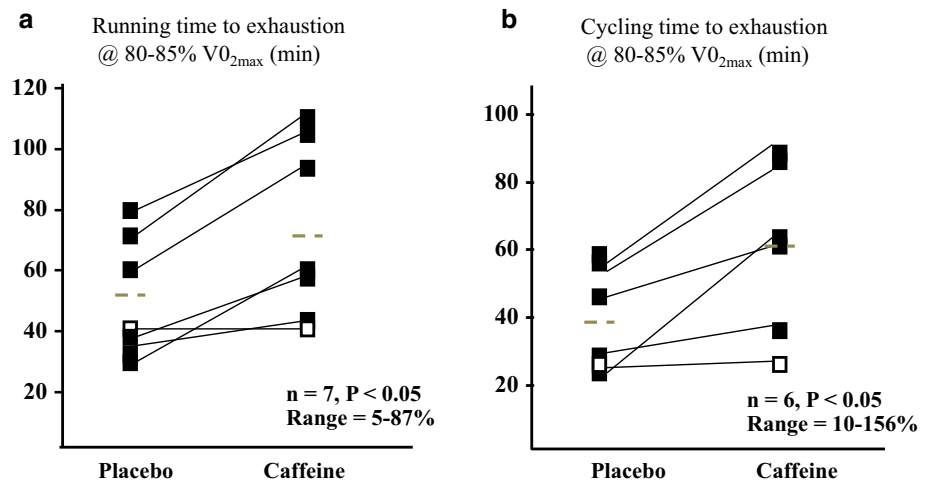 a
Running time to exhaustion
@ 80-85% V0₂max (min)
120
100
80
60
40
20
n = 7, P < 0.05
Range = 5-87%
Placebo Caffeine
b
Cycling time to exhaustion
@ 80-85% V0₂max (min)
100
80
60
40
20
n = 6, P < 0.05
Range = 10-156%
Placebo Caffeine